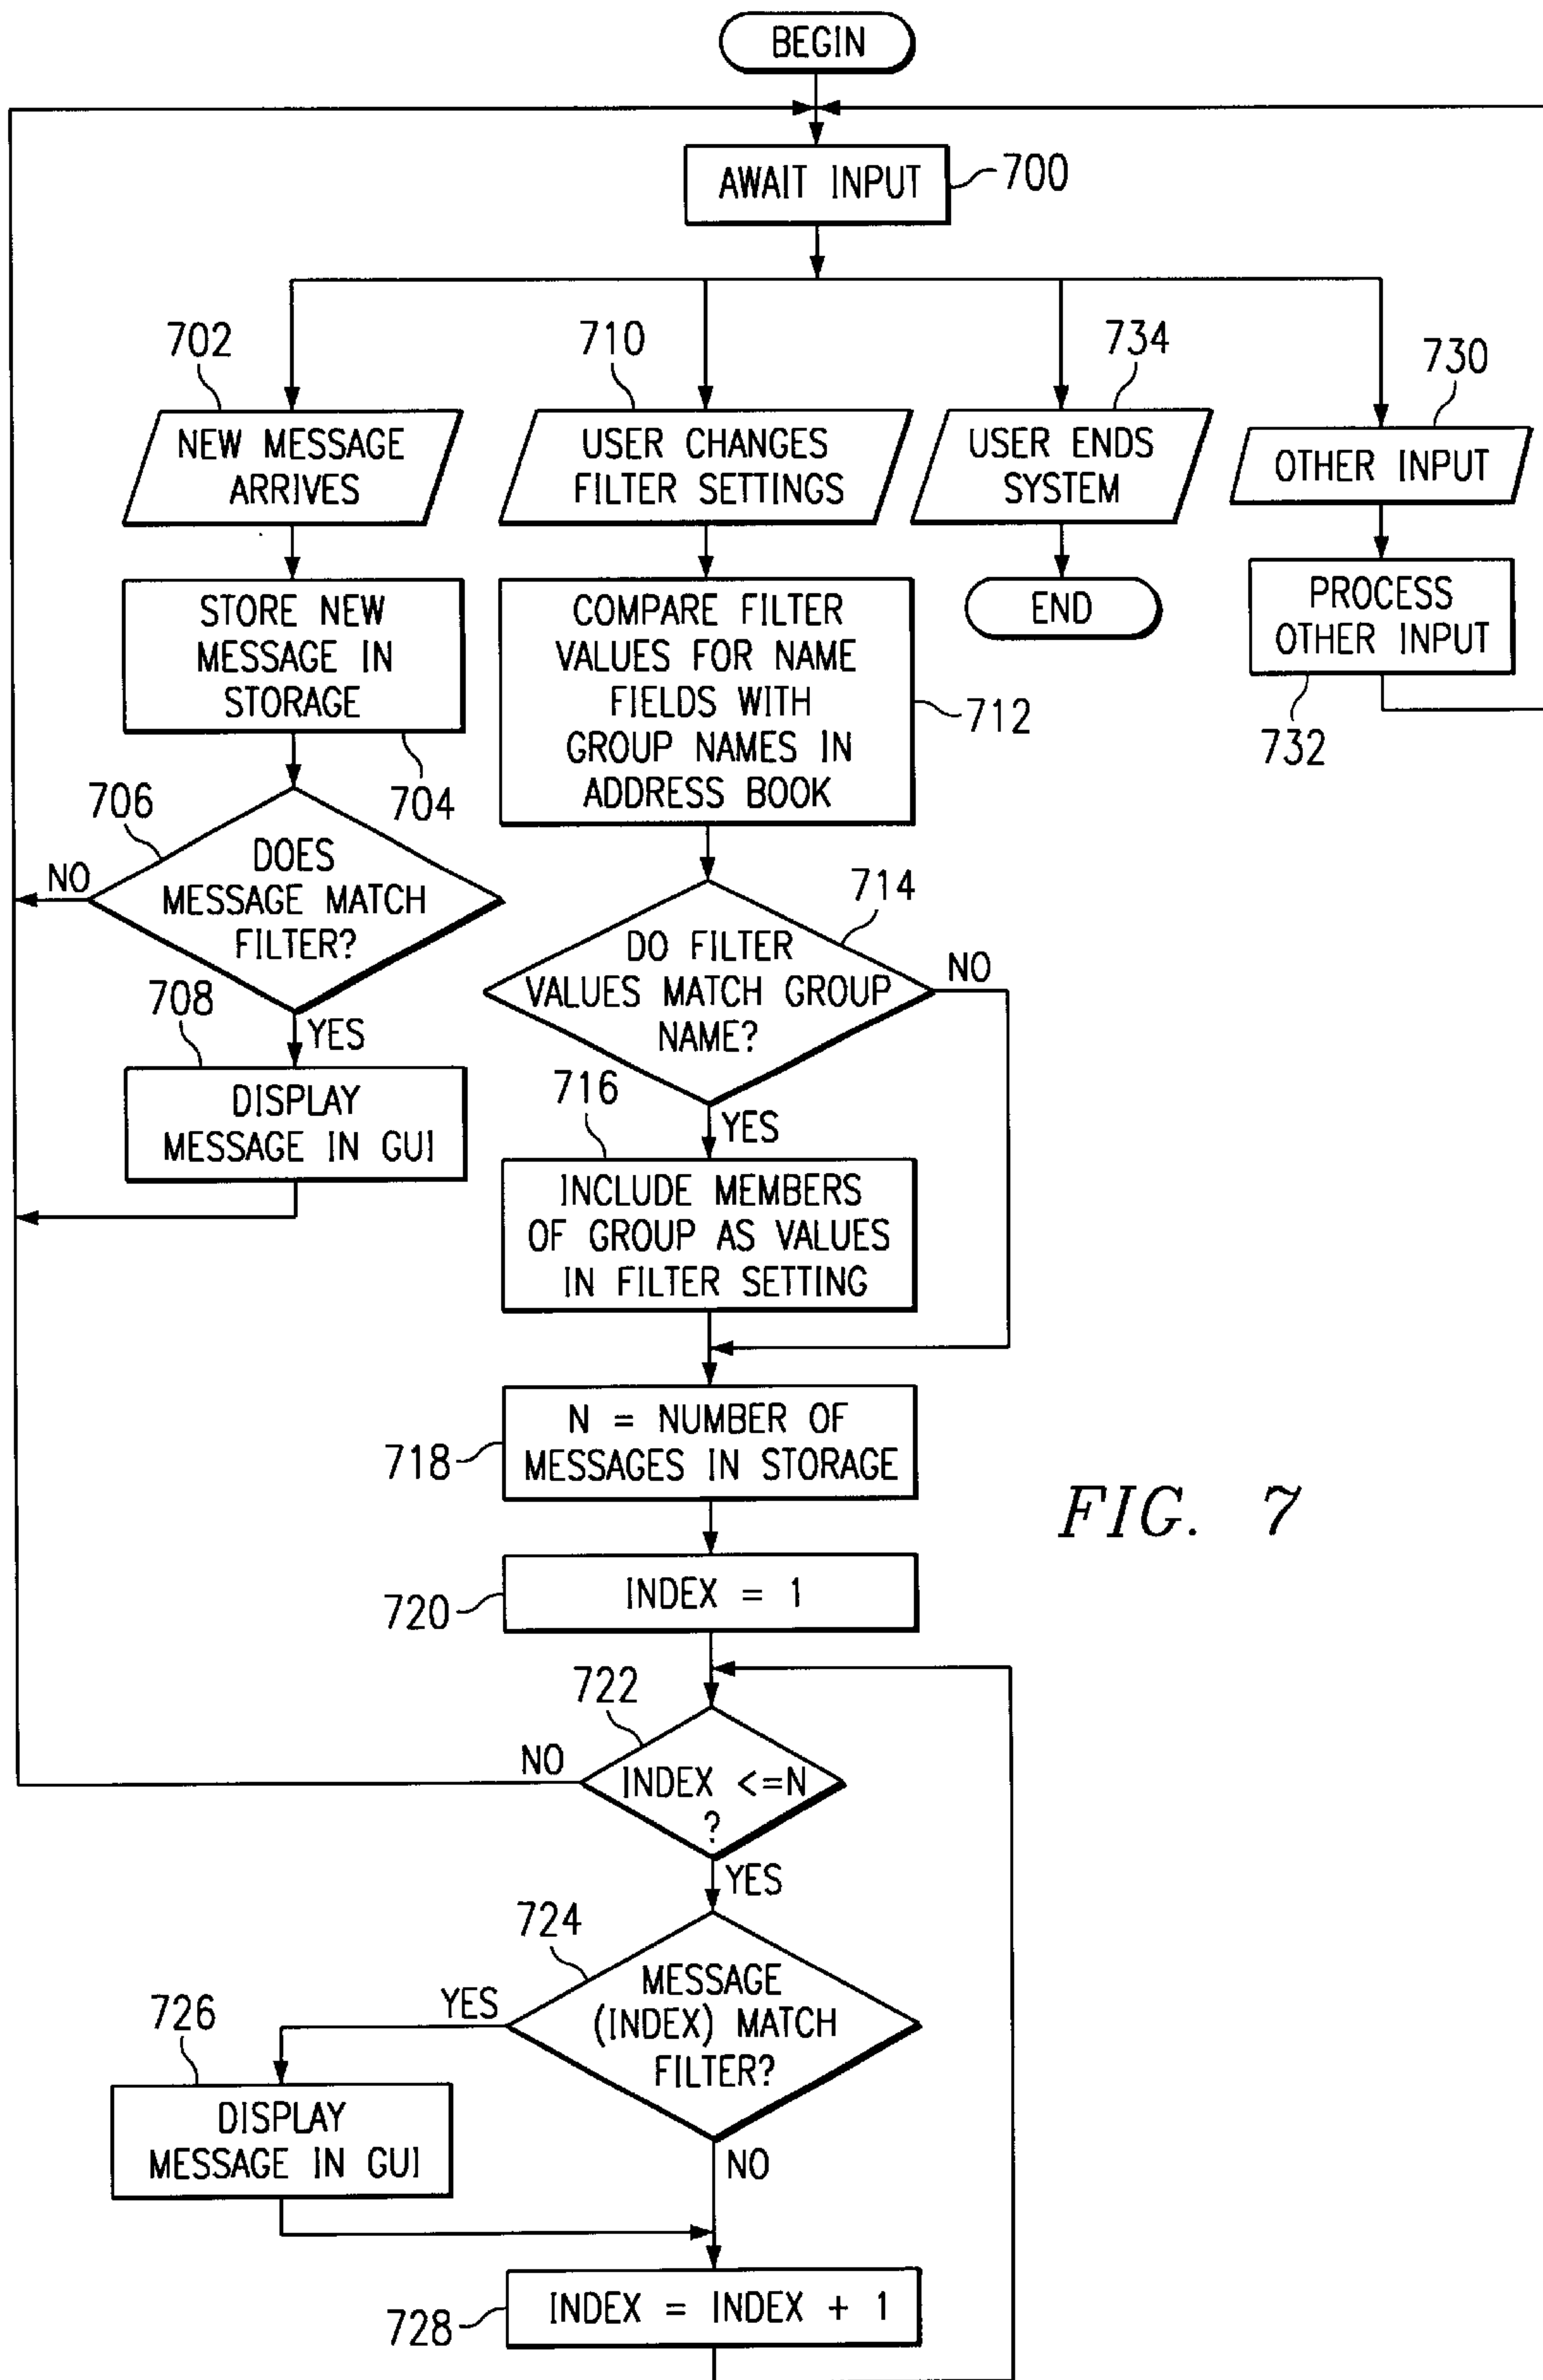 BEGIN
AWAIT INPUT
700
702
710
734
730
NEW MESSAGE
ARRIVES
USER CHANGES
FILTER SETTINGS
USER ENDS
SYSTEM
OTHER INPUT
STORE NEW
MESSAGE IN
STORAGE
704
COMPARE FILTER
VALUES FOR NAME
FIELDS WITH
GROUP NAMES IN
ADDRESS BOOK
712
END
PROCESS
OTHER INPUT
732
706
DOES
MESSAGE MATCH
FILTER?
NO
YES
708
DISPLAY
MESSAGE IN GUI
714
DO FILTER
VALUES MATCH GROUP
NAME?
NO
YES
716
INCLUDE MEMBERS
OF GROUP AS VALUES
IN FILTER SETTING
N = NUMBER OF
MESSAGES IN STORAGE
718
FIG. 7
INDEX = 1
720
722
NO
INDEX <=N
?
YES
724
MESSAGE
(INDEX) MATCH
FILTER?
YES
NO
726
DISPLAY
MESSAGE IN GUI
INDEX = INDEX + 1
728